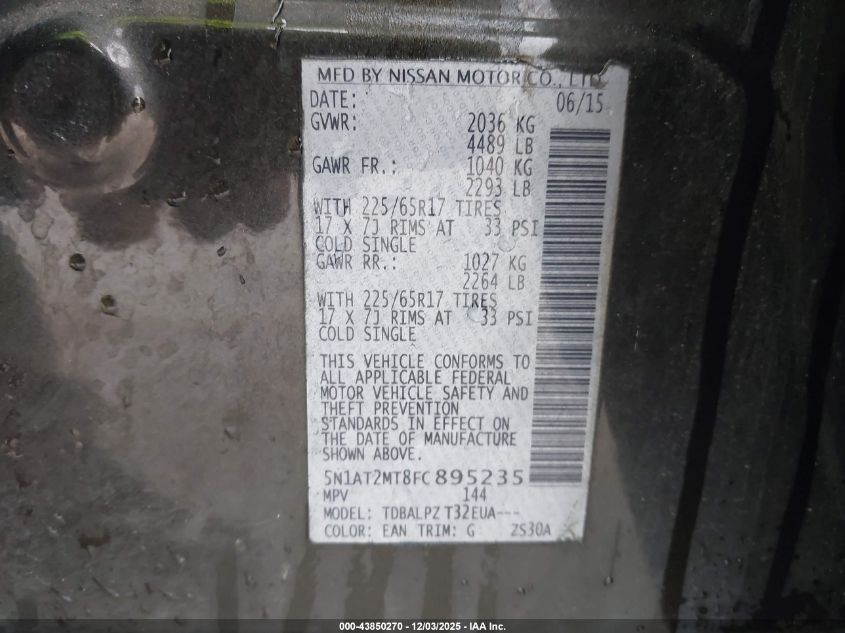 MFD BY NISSAN MOTOR CO., LTD.
DATE: 06/15
GVWR: 2036 KG
4489 LB
GAWR FR.: 1040 KG
2293 LB
WITH 225/65R17 TIRES
17 X 7J RIMS AT 33 PSI
COLD SINGLE
GAWR RR.: 1027 KG
2264 LB
WITH 225/65R17 TIRES
17 X 7J RIMS AT 33 PSI
COLD SINGLE
THIS VEHICLE CONFORMS TO
ALL APPLICABLE FEDERAL
MOTOR VEHICLE SAFETY AND
THEFT PREVENTION
STANDARDS IN EFFECT ON
THE DATE OF MANUFACTURE
SHOWN ABOVE.
5N1AT2MT8FC895235
MPV 144
MODEL: TDBALPZ T32EUA---
COLOR: EAN TRIM: G ZS30A
000-43850270 - 12/03/2025 - IAA Inc.